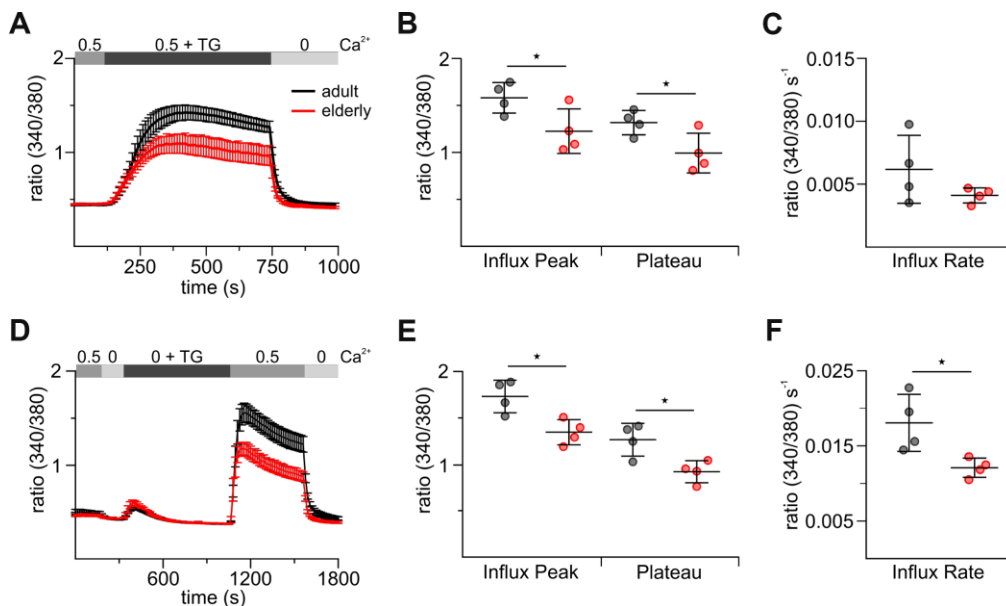 A
0.5 0.5 + TG 0 Ca²⁺
2
1
ratio (340/380)
adult
elderly
250 500 750 1000
time (s)
B
2
1
ratio (340/380)
★ ★
Influx Peak Plateau
C
0.015
0.010
0.005
ratio (340/380) s⁻¹
Influx Rate
D
0.5 0 0 + TG 0.5 0 Ca²⁺
2
1
ratio (340/380)
600 1200 1800
time (s)
E
2
1
ratio (340/380)
★ ★
Influx Peak Plateau
F
0.025
0.015
0.005
ratio (340/380) s⁻¹
★
Influx Rate